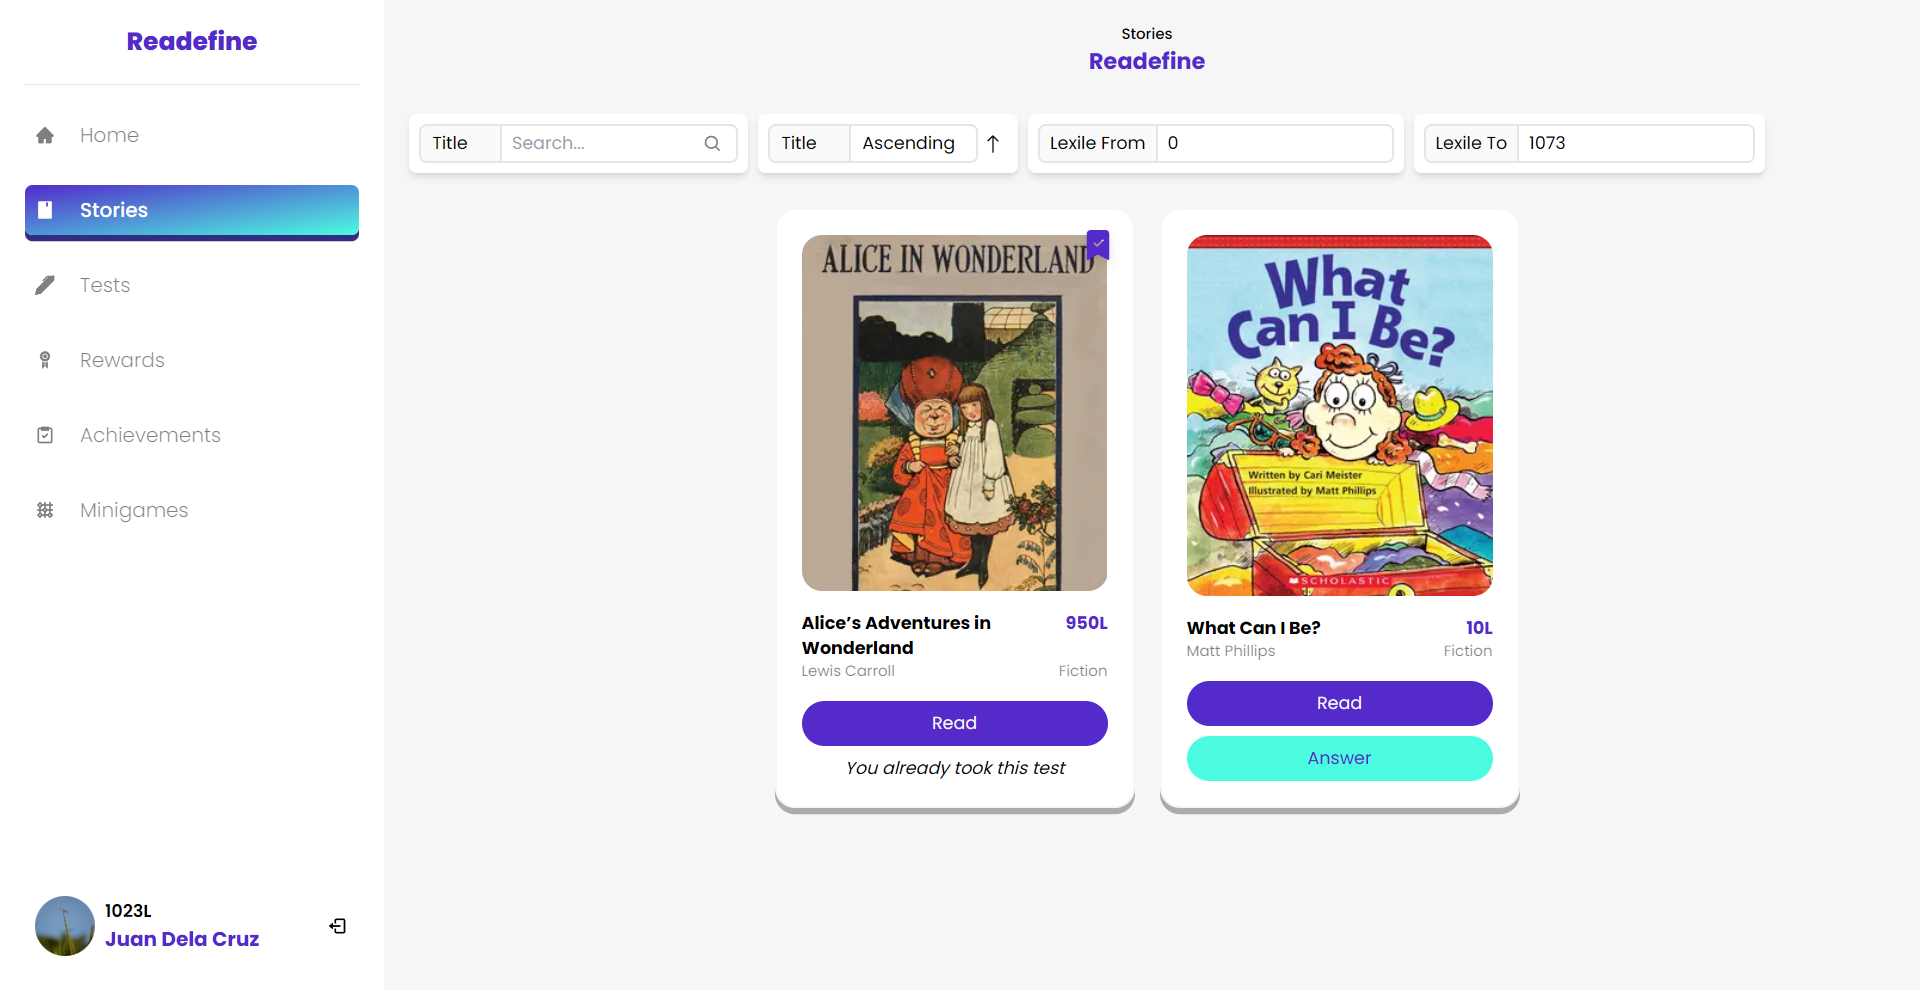 Readefine
Home
Stories
Tests
Rewards
Achievements
Minigames
1023L
Juan Dela Cruz
Stories
Readefine
Title Search...
Title Ascending
Lexile From 0
Lexile To 1073
ALICE IN WONDERLAND
Alice’s Adventures in
Wonderland
950L
Lewis Carroll
Fiction
Read
You already took this test
What
Can I Be?
Written by Cari Meister
Illustrated by Matt Phillips
SCHOLASTIC
What Can I Be?
10L
Matt Phillips
Fiction
Read
Answer